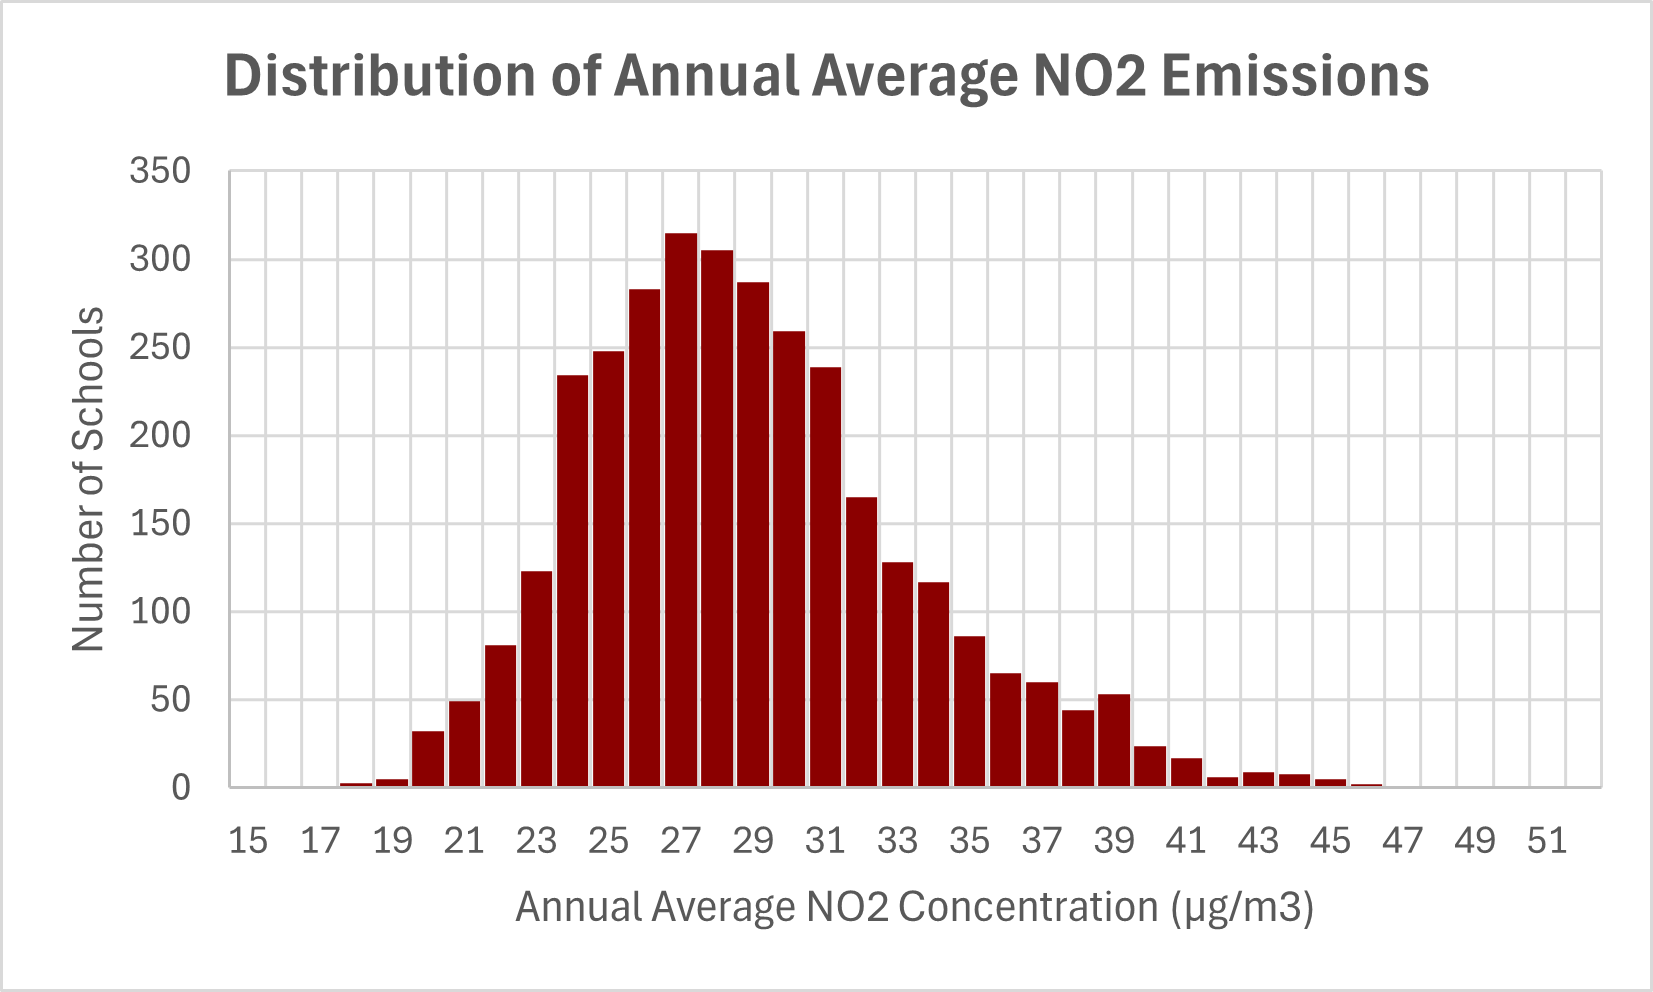 Distribution of Annual Average NO2 Emissions
350
300
250
200
150
100
50
0
Number of Schools
15 17 19 21 23 25 27 29 31 33 35 37 39 41 43 45 47 49 51
Annual Average NO2 Concentration (µg/m3)